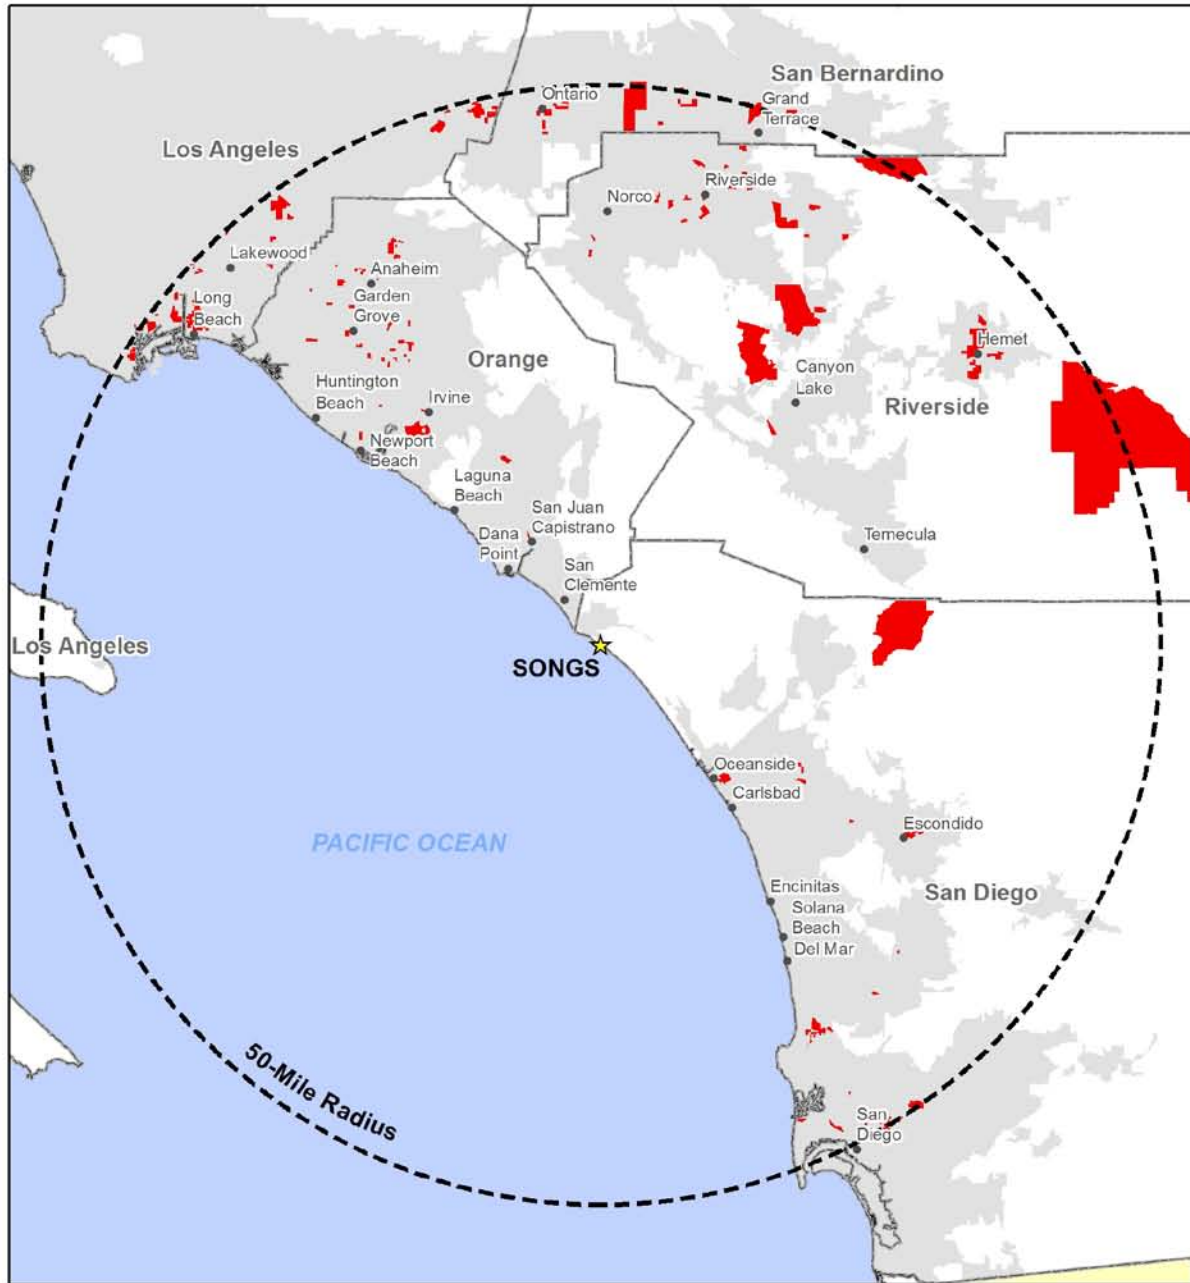 San Bernardino
Ontario
Grand
Terrace
Los Angeles
Norco
Riverside
Lakewood
Anaheim
Long
Beach
Garden
Grove
Hemet
Orange
Canyon
Lake
Huntington
Beach
Irvine
Riverside
Newport
Beach
Laguna
Beach
San Juan
Capistrano
Dana
Point
Temecula
San
Clemente
Los Angeles
SONGS
Oceanside
Carlsbad
Escondido
PACIFIC OCEAN
Encinitas
San Diego
Solana
Beach
Del Mar
50-Mile Radius
San
Diego